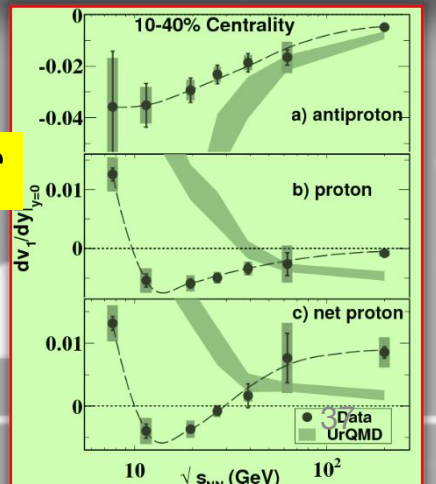 10-40% Centrality
0
-0.02
-0.04
a) antiproton
0.01
0
b) proton
dv₁/dy|y=0
c) net proton
0.01
0
37
Data
UrQMD
10
10²
√sNN (GeV)